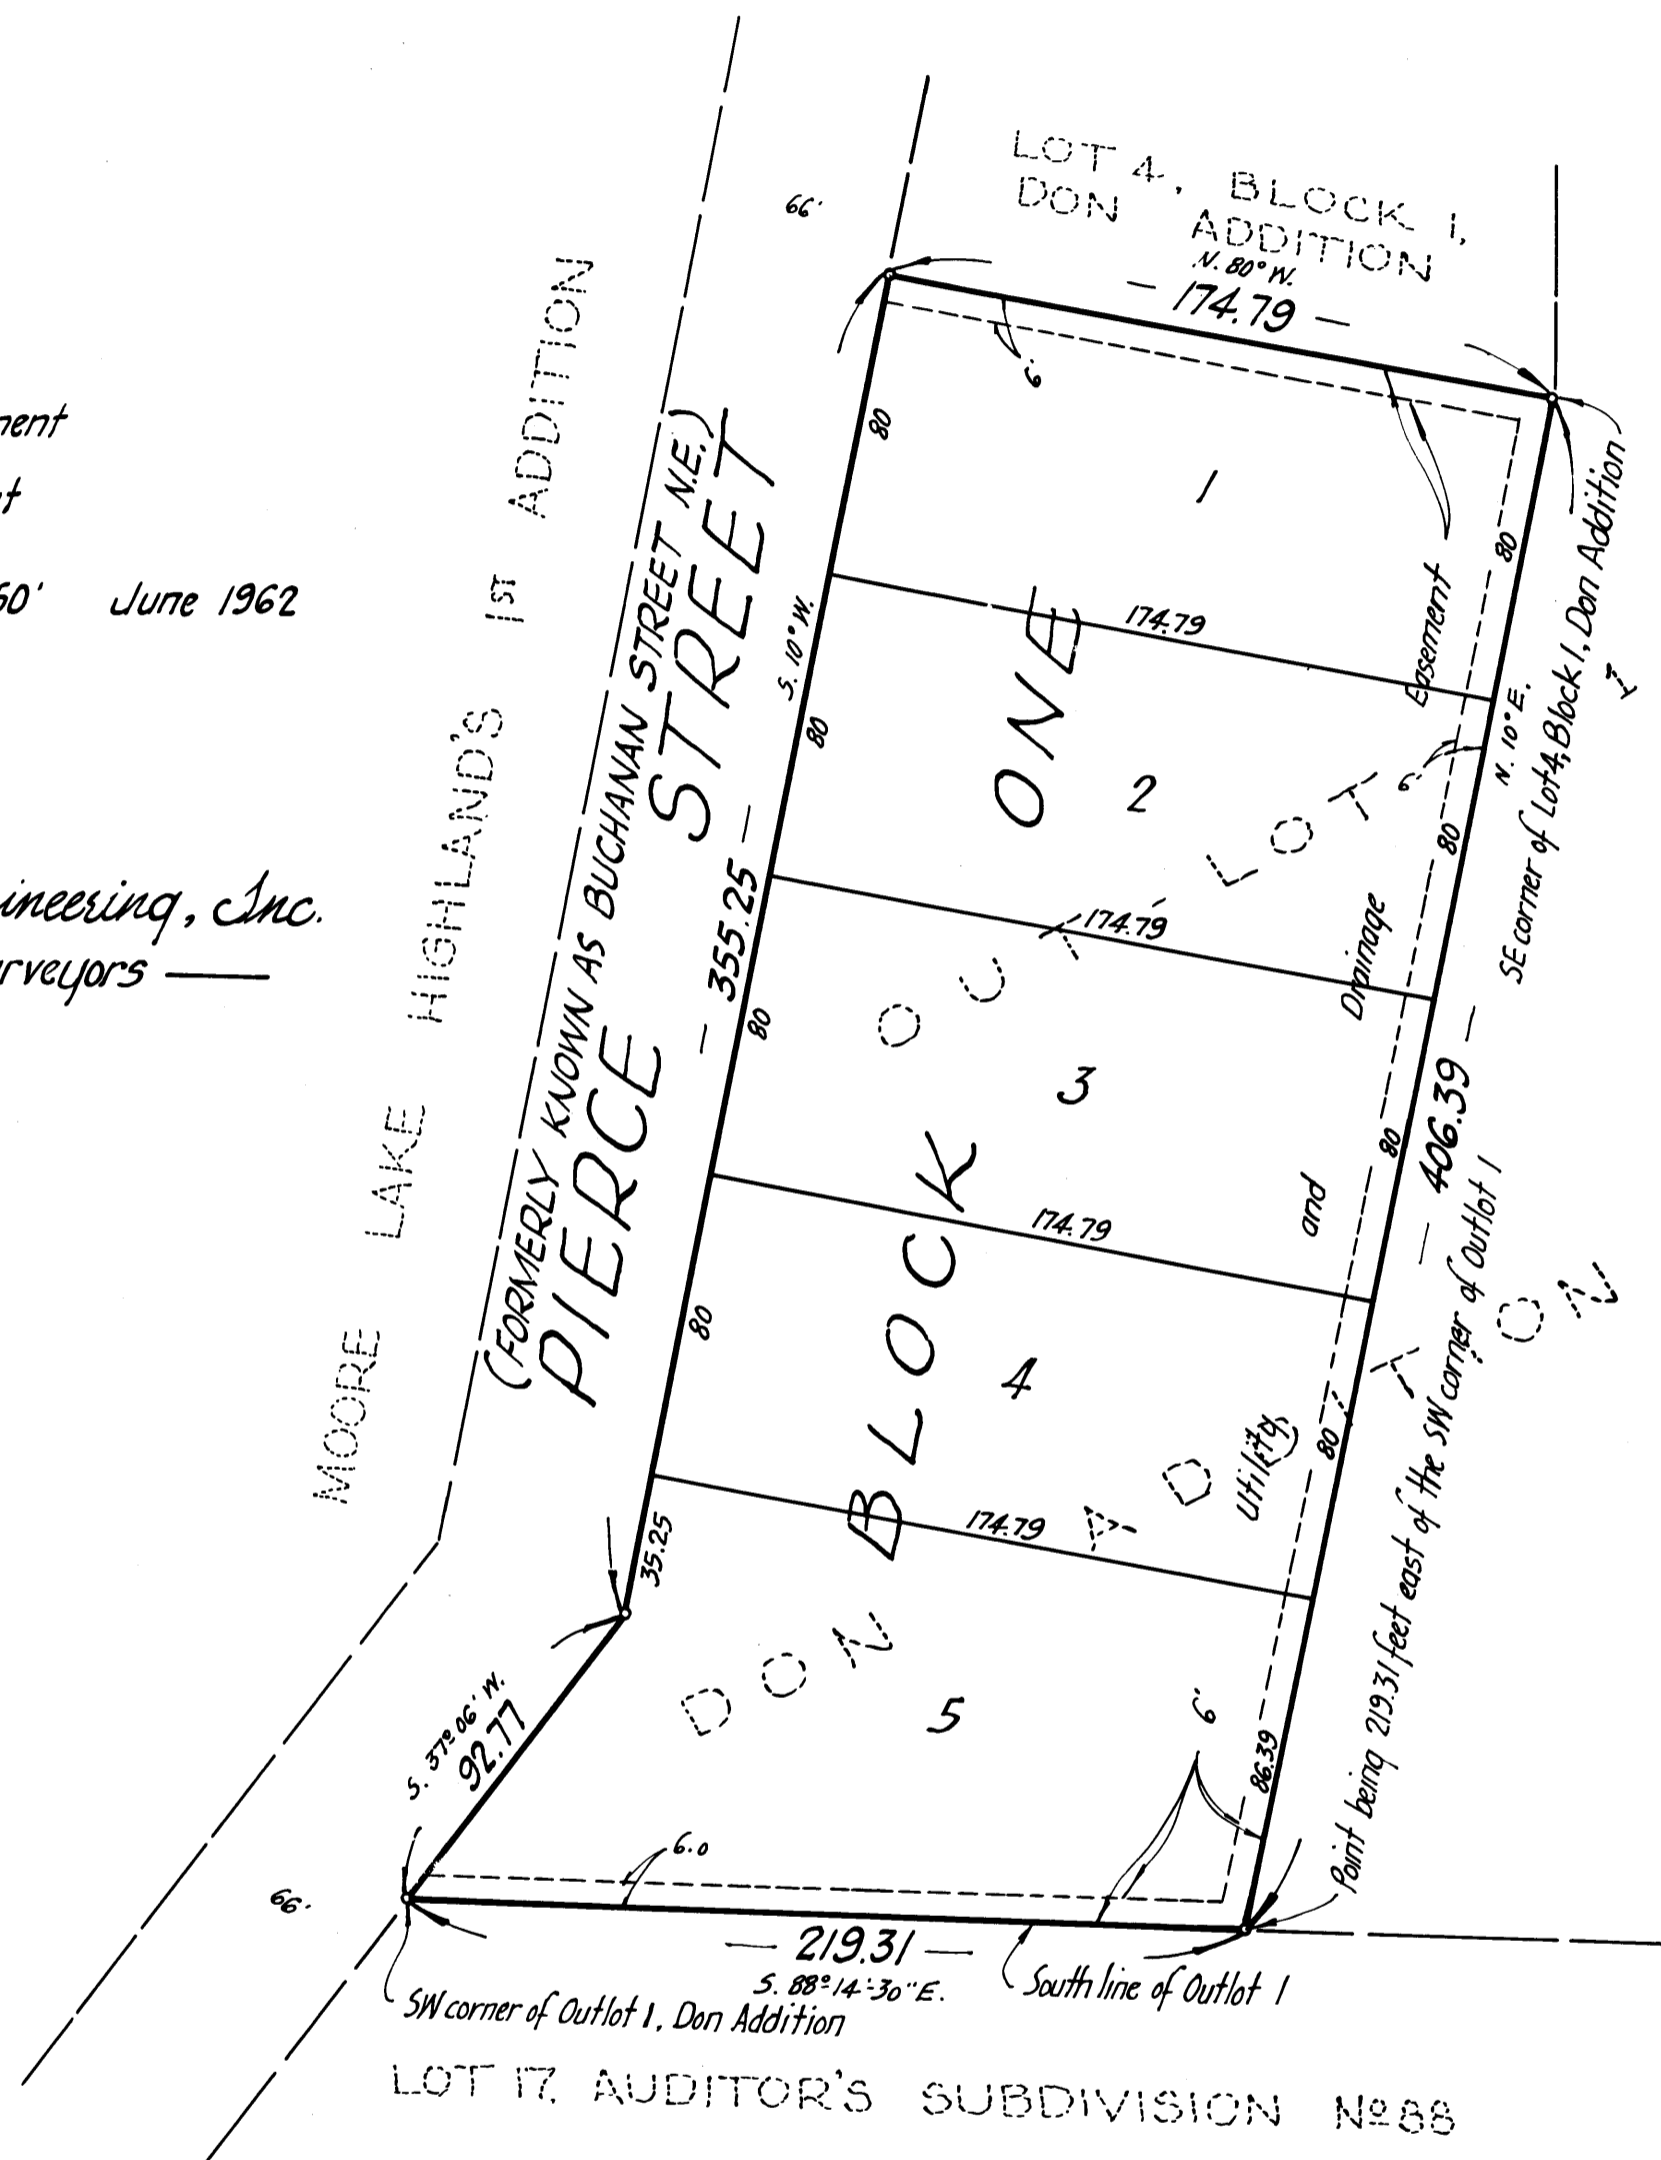 LOT 4, BLOCK 1,
DON ADDITION
N. 80° W.
— 174.79 —
66'
6'
80
1
80
SE corner of Lot 4, Block 1, Don Addition
1
June 1962
MOORE LAKE HIGHLAND'S 1ST ADDITION
(FORMERLY KNOWN AS BUCHANAN STREET N.E.)
PIERCE STREET
S. 10° W.
— 355.25 —
80
174.79
BLOCK ONE
2
OUT LOT
6'
N. 10° E.
80
Utility, and Drainage Easement
ineering, Inc.
rveyors
80
174.79
3
80
— 406.39 —
80
174.79
4
80
DON ADDITION
35.25
174.79
5
6'
86.39
Point being 219.31 feet east of the SW corner of Outlot 1
S. 37° 06' W.
92.77
6.0
66'
— 219.31 —
S. 88°-14'-30" E.
South line of Outlot 1
SW corner of Outlot 1, Don Addition
LOT 17, AUDITOR'S SUBDIVISION Nº 88